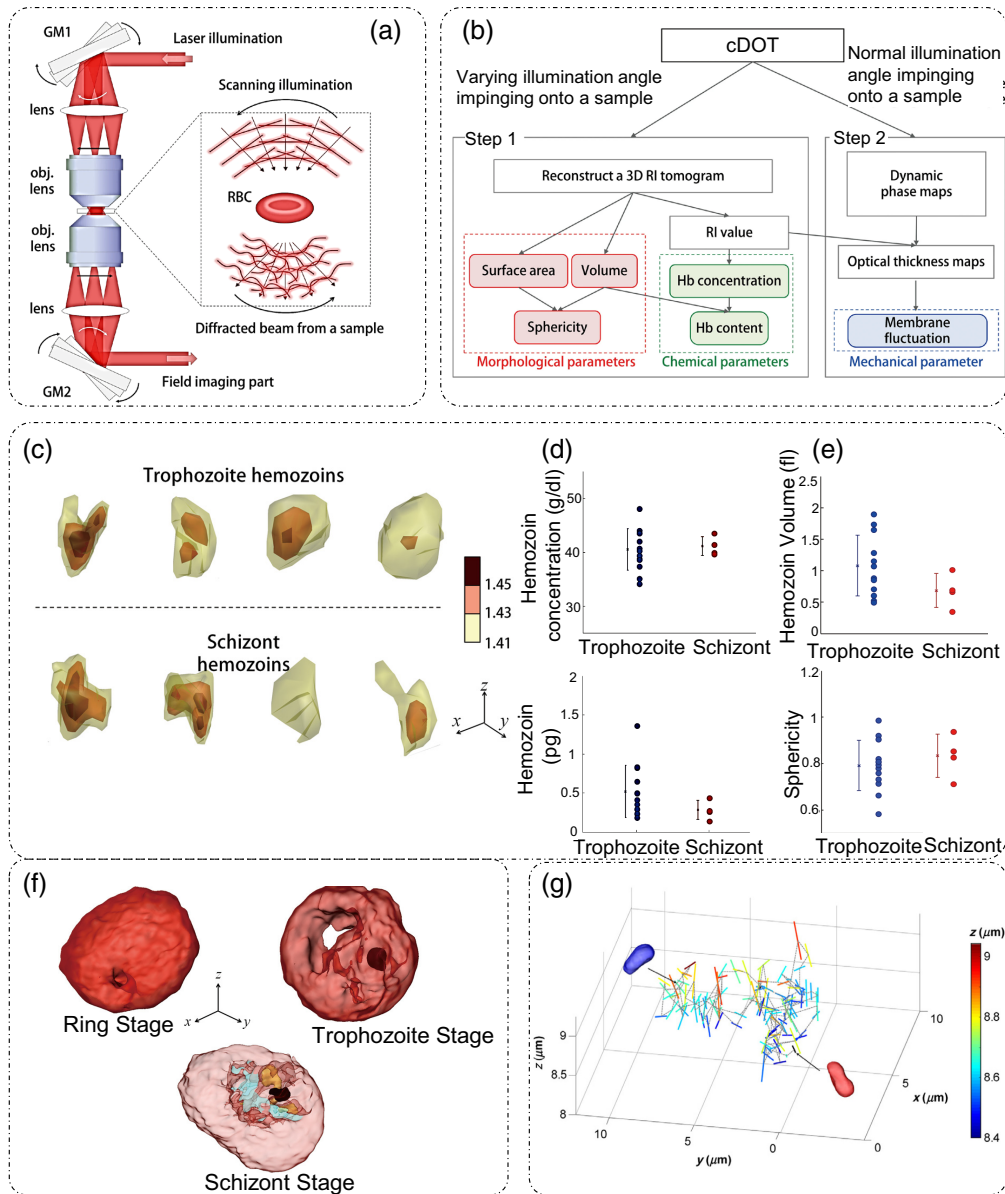 (a)
GM1
Laser illumination
lens
Scanning illumination
obj.
lens
RBC
obj.
lens
lens
Diffracted beam from a sample
Field imaging part
GM2
(b)
cDOT
Varying illumination angle
impinging onto a sample
Normal illumination
angle impinging
onto a sample
Step 1
Reconstruct a 3D RI tomogram
RI value
Surface area
Volume
Hb concentration
Sphericity
Hb content
Morphological parameters
Chemical parameters
Step 2
Dynamic
phase maps
Optical thickness maps
Membrane
fluctuation
Mechanical parameter
(c)
Trophozoite hemozoins
Schizont
hemozoins
1.45
1.43
1.41
z
x
y
(d)
Hemozoin
concentration (g/dl)
50
40
30
Trophozoite
Schizont
Hemozoin
(pg)
2
1.5
1
0.5
0
Trophozoite
Schizont
(e)
Hemozoin Volume (fl)
2.5
2
1.5
1
0.5
0
Trophozoite
Schizont
Sphericity
1
0.8
0.6
Trophozoite
Schizont
(f)
Ring Stage
z
x
y
Trophozoite Stage
Schizont Stage
(g)
z (μm)
9
8.5
8
10
5
0
y (μm)
0
5
10
x (μm)
z (μm)
9
8.8
8.6
8.4